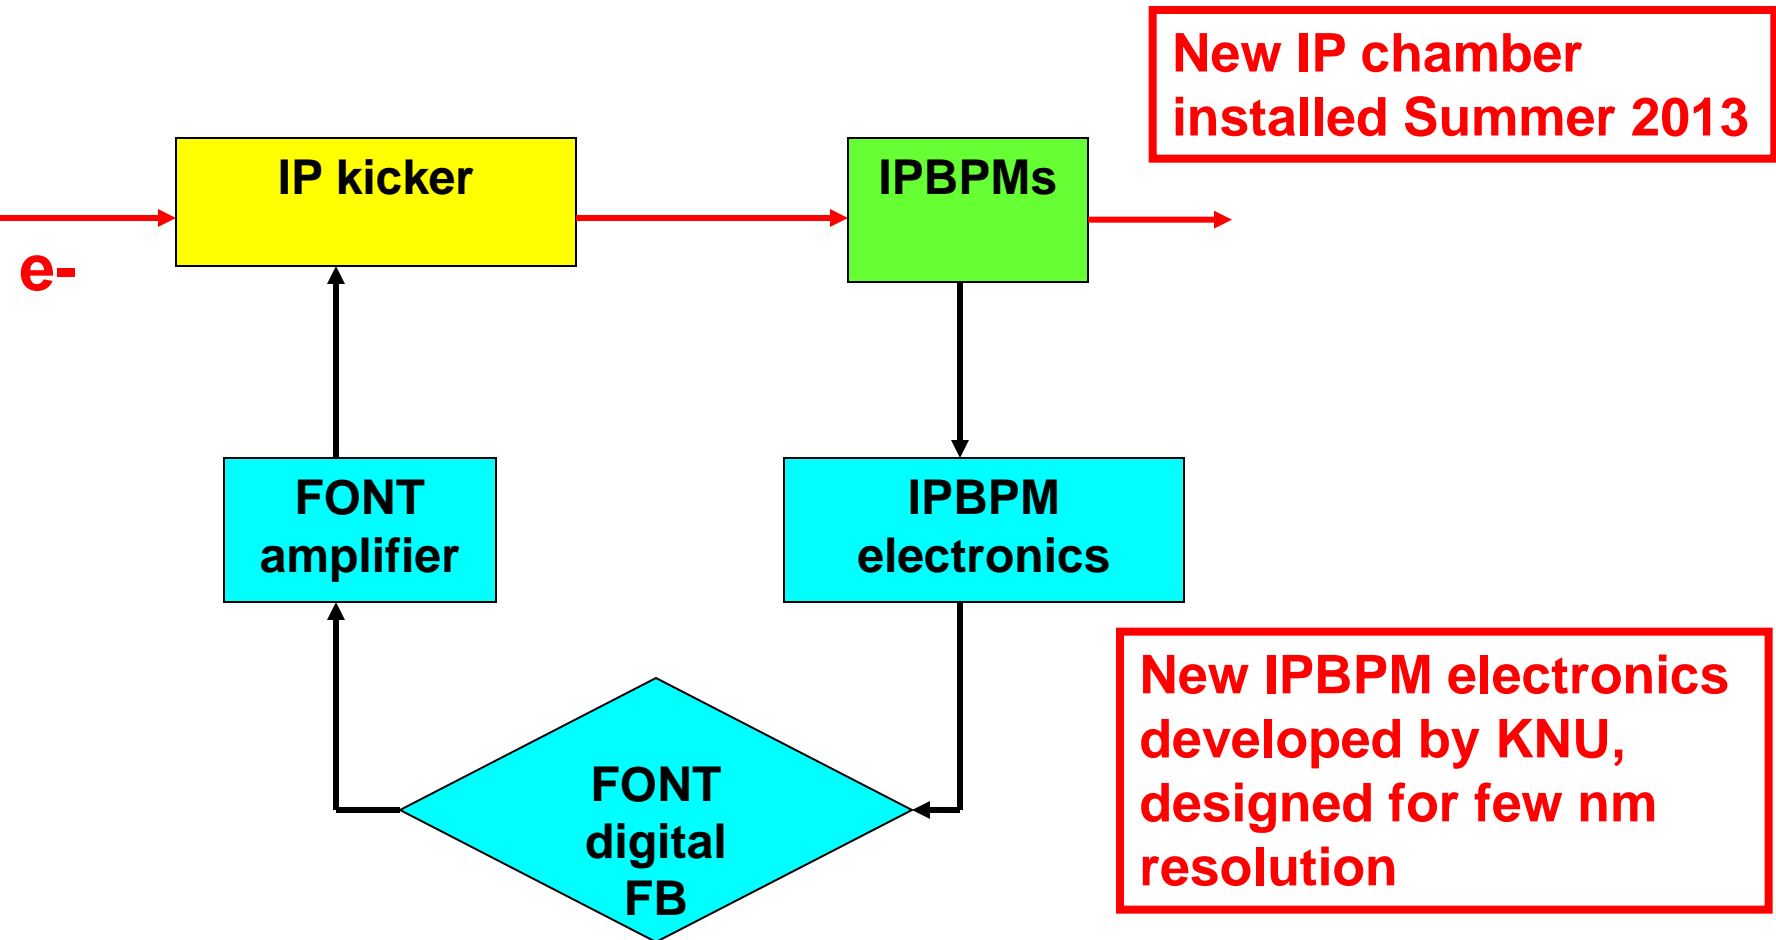 New IP chamber
installed Summer 2013
IP kicker
IPBPMs
e-
FONT
amplifier
IPBPM
electronics
New IPBPM electronics
developed by KNU,
designed for few nm
resolution
FONT
digital
FB